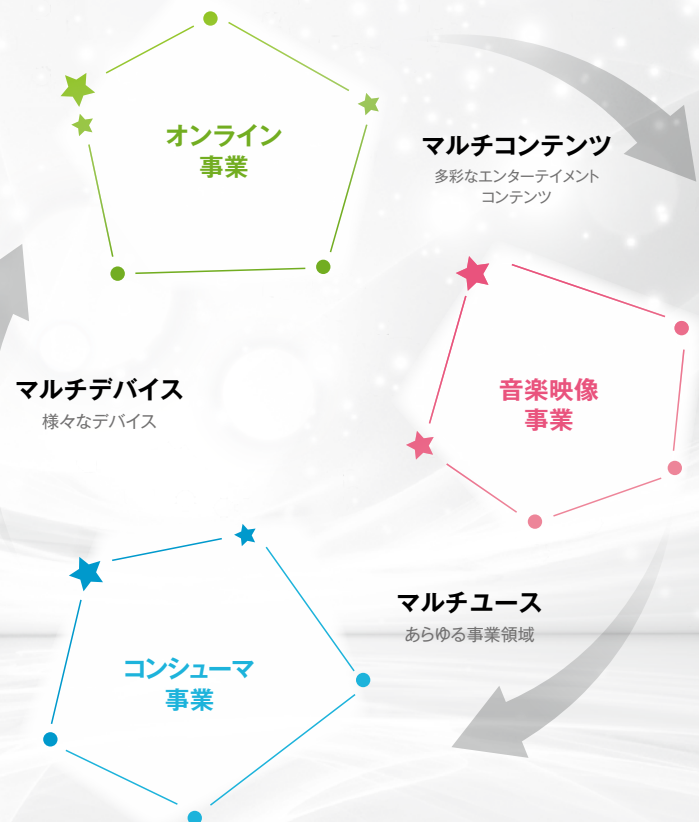 オンライン
事業
マルチコンテンツ
多彩なエンターテイメント
コンテンツ
マルチデバイス
様々なデバイス
音楽映像
事業
マルチユース
あらゆる事業領域
コンシューマ
事業